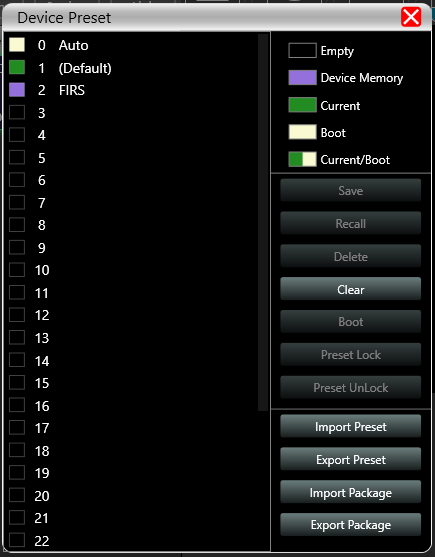 Device Preset
0 Auto
1 (Default)
2 FIRS
3
4
5
6
7
8
9
10
11
12
13
14
15
16
17
18
19
20
21
22
Empty
Device Memory
Current
Boot
Current/Boot
Save
Recall
Delete
Clear
Boot
Preset Lock
Preset UnLock
Import Preset
Export Preset
Import Package
Export Package